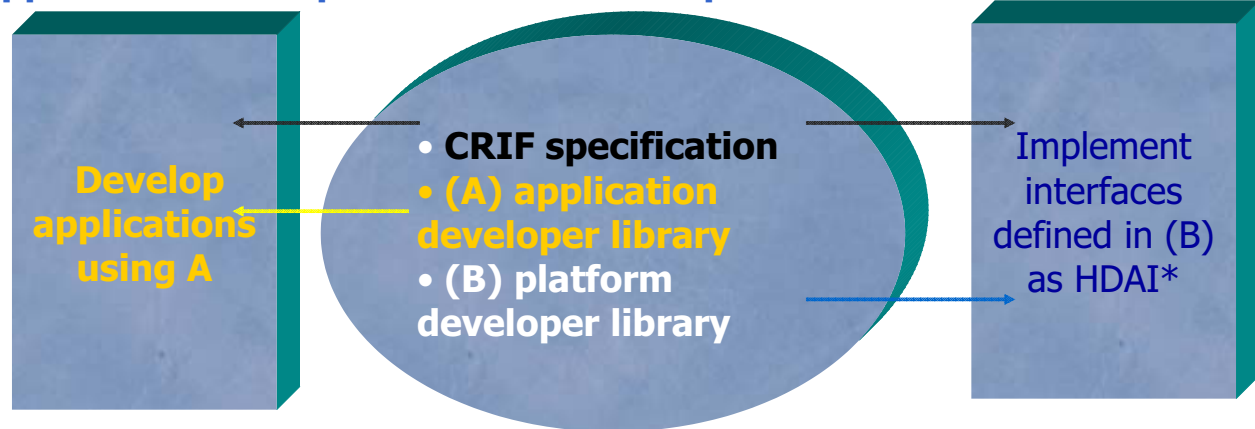 Develop
applications
using A
• CRIF specification
• (A) application
developer library
• (B) platform
developer library
Implement
interfaces
defined in (B)
as HDAI*